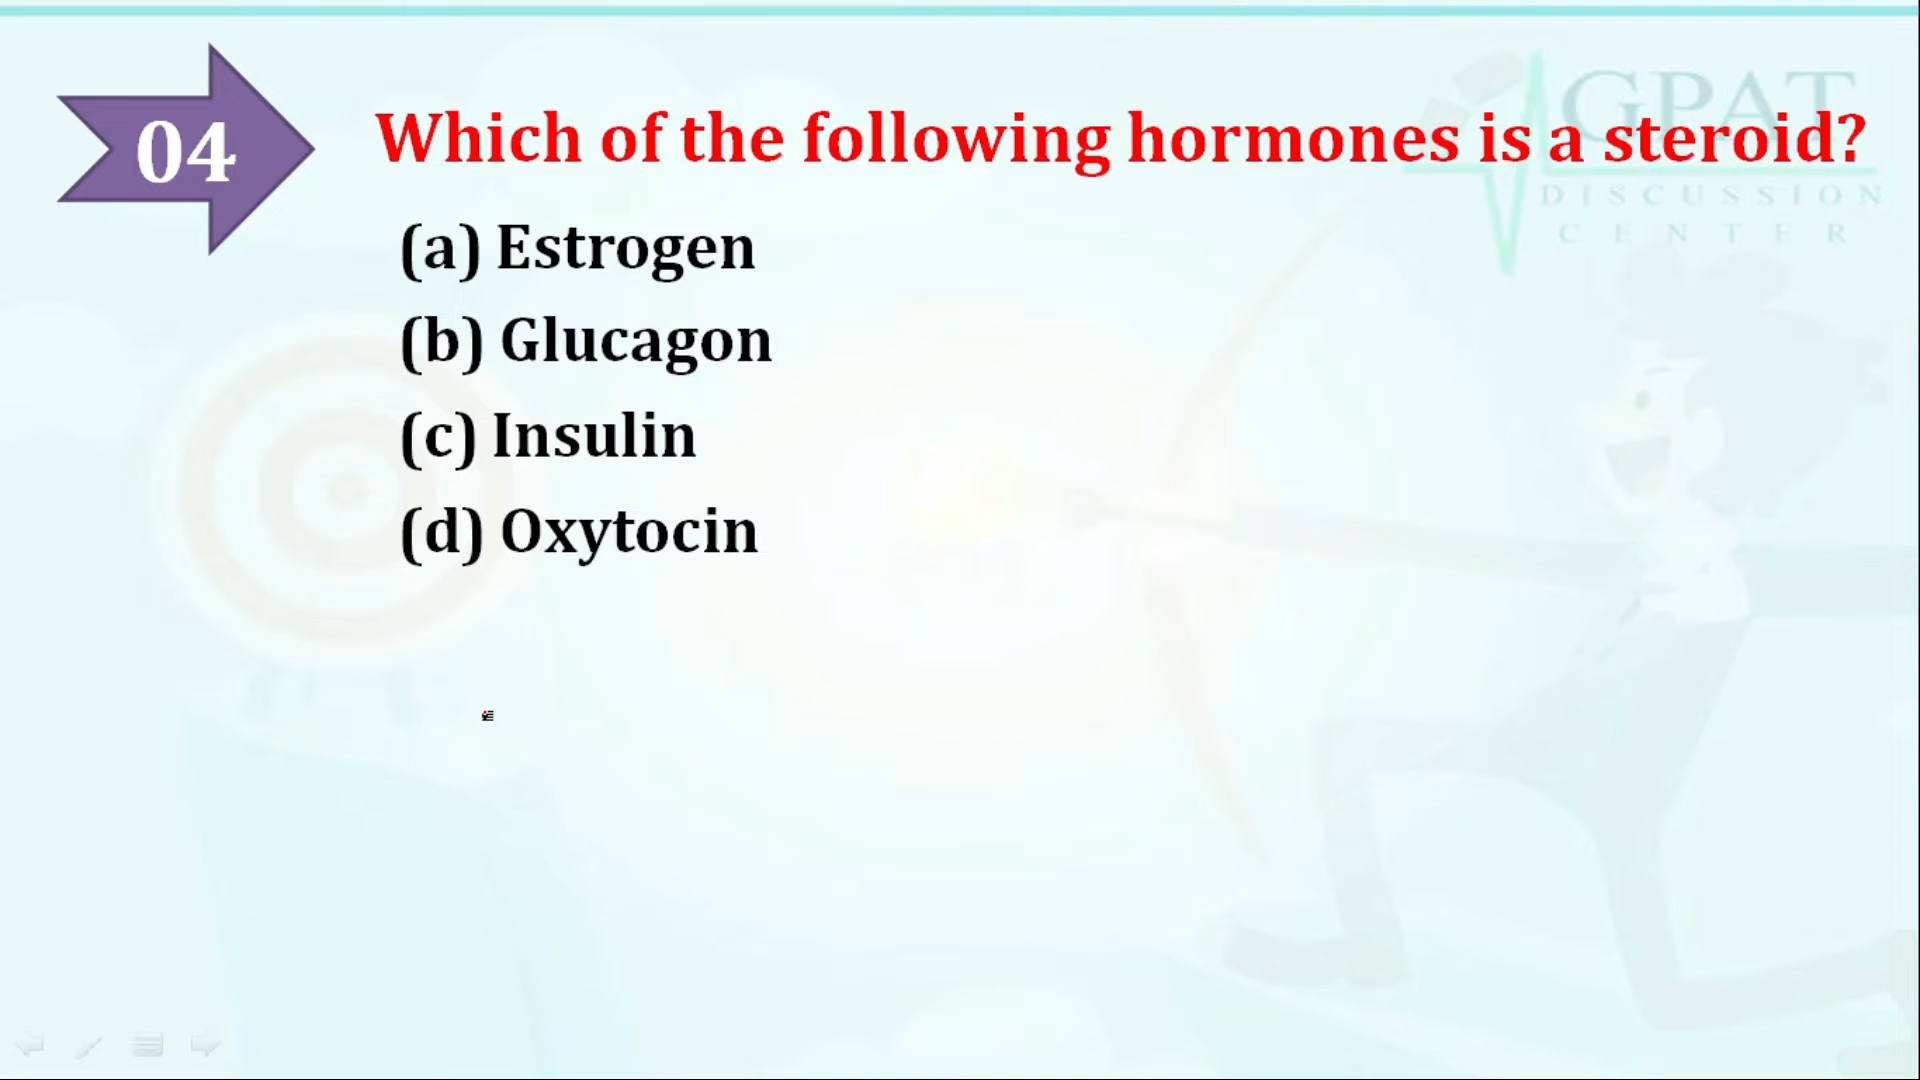 04
Which of the following hormones is a steroid?
(a) Estrogen
(b) Glucagon
(c) Insulin
(d) Oxytocin
GPAT
DISCUSSION
CENTER